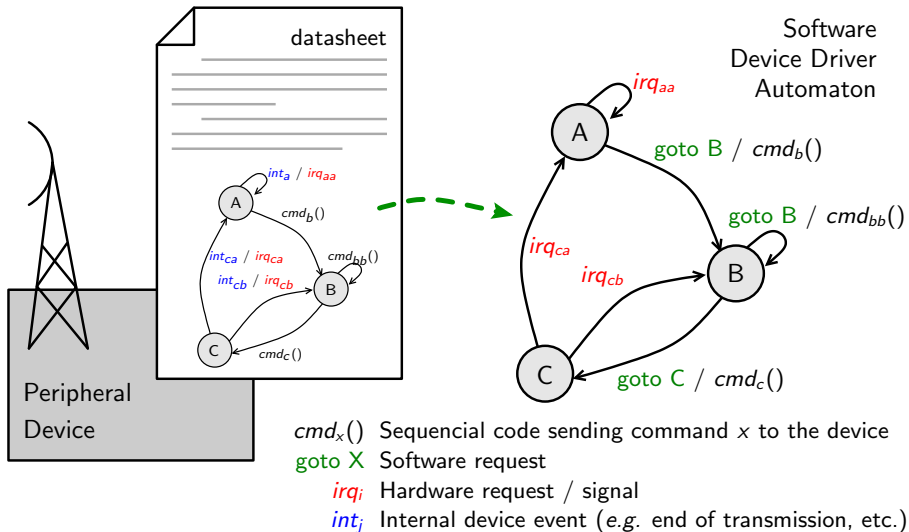 datasheet
int_a / irq_aa
A
cmd_b()
cmd_bb()
int_ca / irq_ca
int_cb / irq_cb
B
C
cmd_c()
Peripheral
Device
Software
Device Driver
Automaton
irq_aa
A
goto B / cmd_b()
goto B / cmd_bb()
irq_ca
irq_cb
B
C
goto C / cmd_c()
cmd_x() Sequencial code sending command x to the device
goto X Software request
irq_i Hardware request / signal
int_j Internal device event (e.g. end of transmission, etc.)